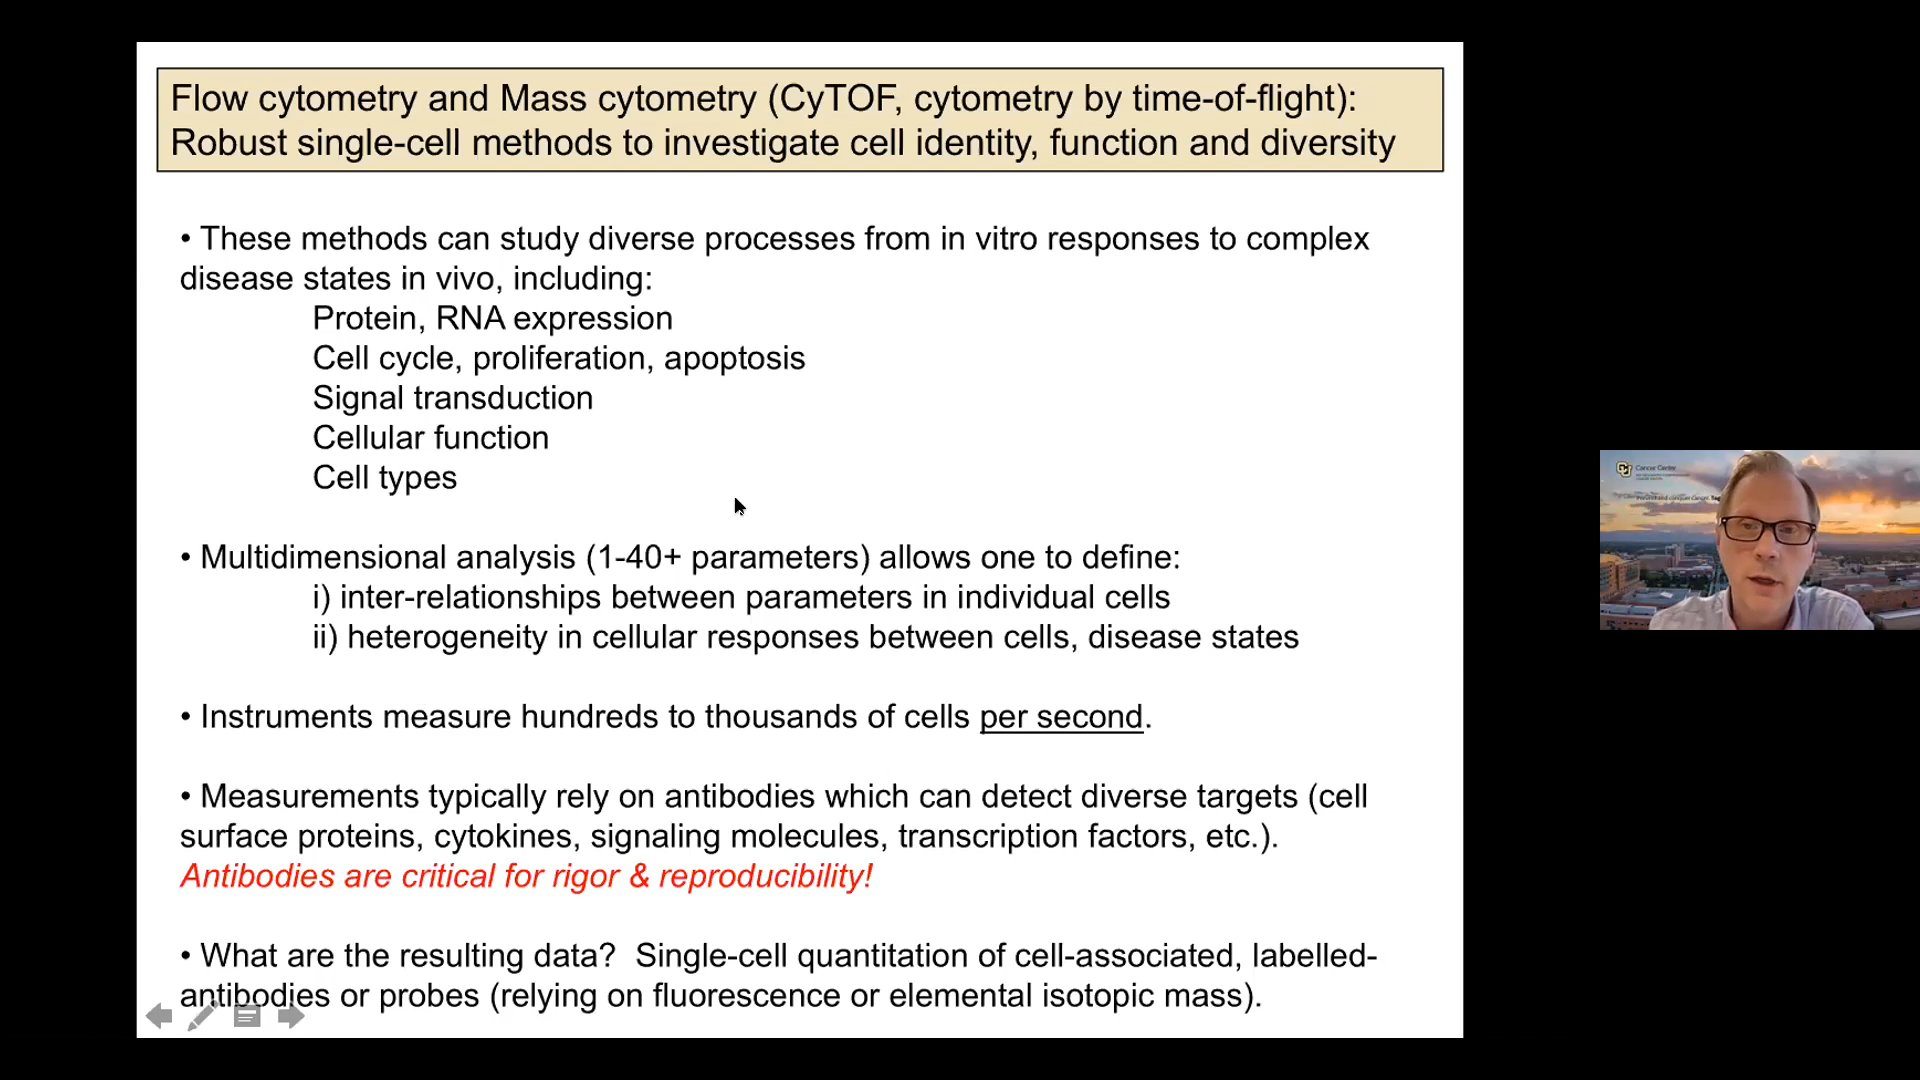 Flow cytometry and Mass cytometry (CyTOF, cytometry by time-of-flight):
Robust single-cell methods to investigate cell identity, function and diversity
• These methods can study diverse processes from in vitro responses to complex
disease states in vivo, including:
Protein, RNA expression
Cell cycle, proliferation, apoptosis
Signal transduction
Cellular function
Cell types
• Multidimensional analysis (1-40+ parameters) allows one to define:
i) inter-relationships between parameters in individual cells
ii) heterogeneity in cellular responses between cells, disease states
• Instruments measure hundreds to thousands of cells per second.
• Measurements typically rely on antibodies which can detect diverse targets (cell
surface proteins, cytokines, signaling molecules, transcription factors, etc.).
Antibodies are critical for rigor & reproducibility!
• What are the resulting data?  Single-cell quantitation of cell-associated, labelled-
antibodies or probes (relying on fluorescence or elemental isotopic mass).
Cancer Center